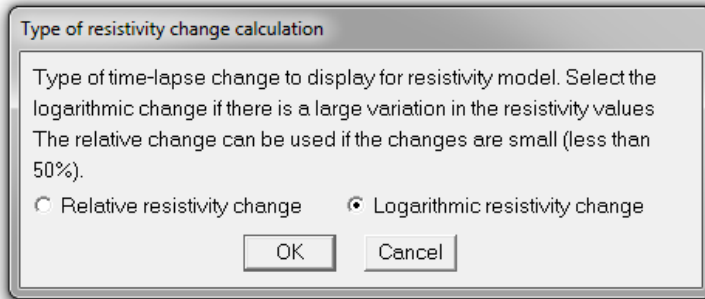 Type of resistivity change calculation
Type of time-lapse change to display for resistivity model. Select the
logarithmic change if there is a large variation in the resistivity values
The relative change can be used if the changes are small (less than
50%).
Relative resistivity change Logarithmic resistivity change
OK Cancel